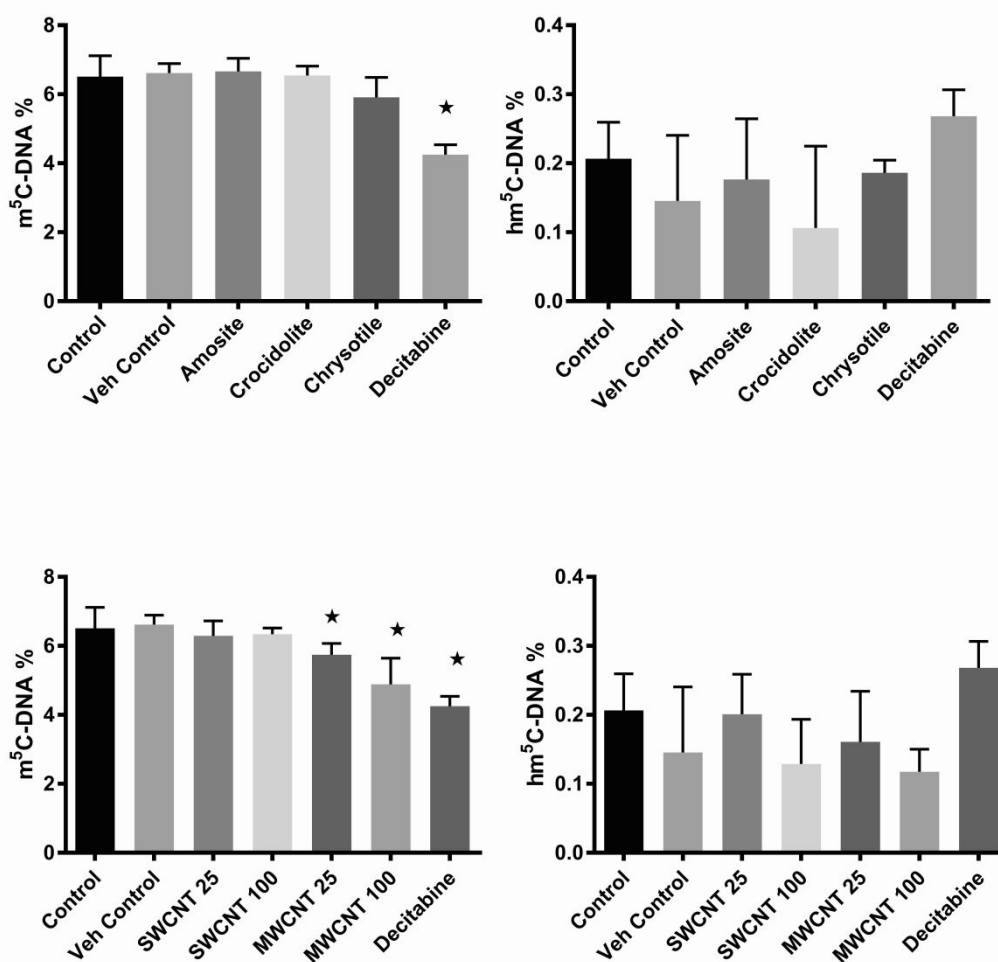 8
6
4
2
0
m⁵C-DNA %
Control
Veh Control
Amosite
Crocidolite
Chrysotile
Decitabine
★
0.4
0.3
0.2
0.1
0.0
hm⁵C-DNA %
Control
Veh Control
Amosite
Crocidolite
Chrysotile
Decitabine
8
6
4
2
0
m⁵C-DNA %
Control
Veh Control
SWCNT 25
SWCNT 100
MWCNT 25
MWCNT 100
Decitabine
★
★
★
0.4
0.3
0.2
0.1
0.0
hm⁵C-DNA %
Control
Veh Control
SWCNT 25
SWCNT 100
MWCNT 25
MWCNT 100
Decitabine